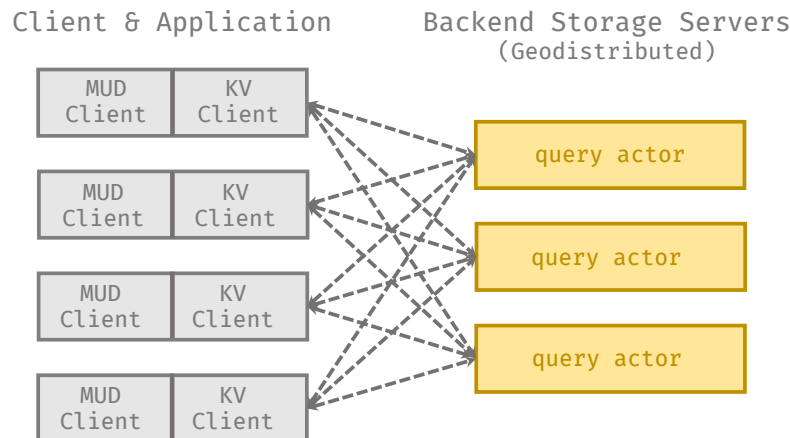 Client & Application
Backend Storage Servers
(Geodistributed)
MUD
Client
KV
Client
MUD
Client
KV
Client
MUD
Client
KV
Client
MUD
Client
KV
Client
query actor
query actor
query actor